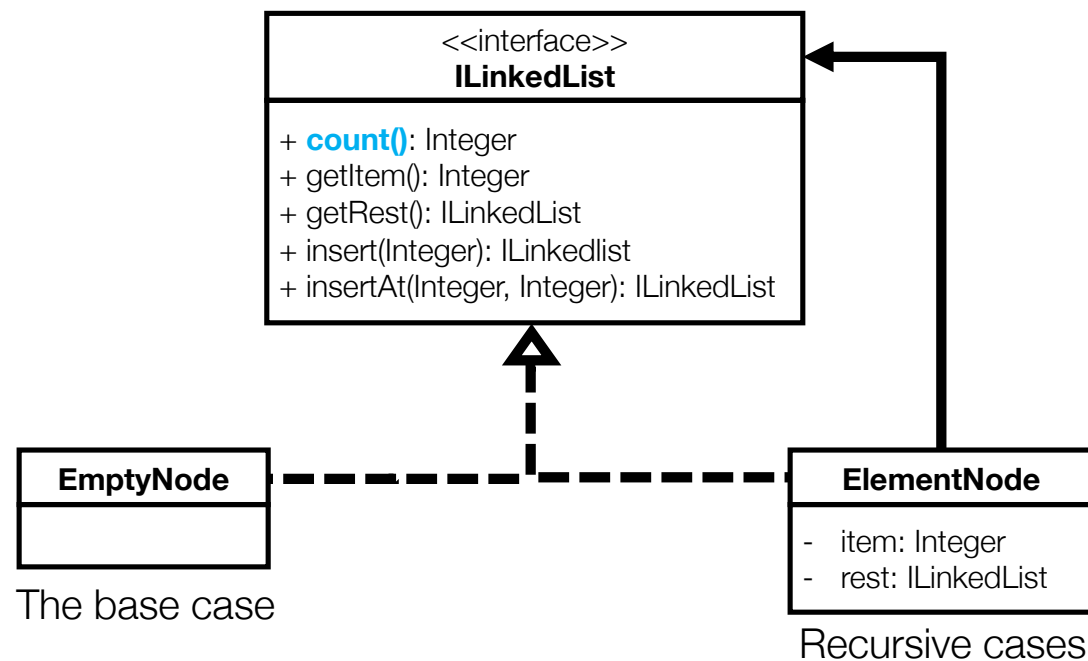 <<interface>>
ILinkedList
+ count(): Integer
+ getItem(): Integer
+ getRest(): ILinkedList
+ insert(Integer): ILinkedlist
+ insertAt(Integer, Integer): ILinkedList
EmptyNode
The base case
ElementNode
- item: Integer
- rest: ILinkedList
Recursive cases